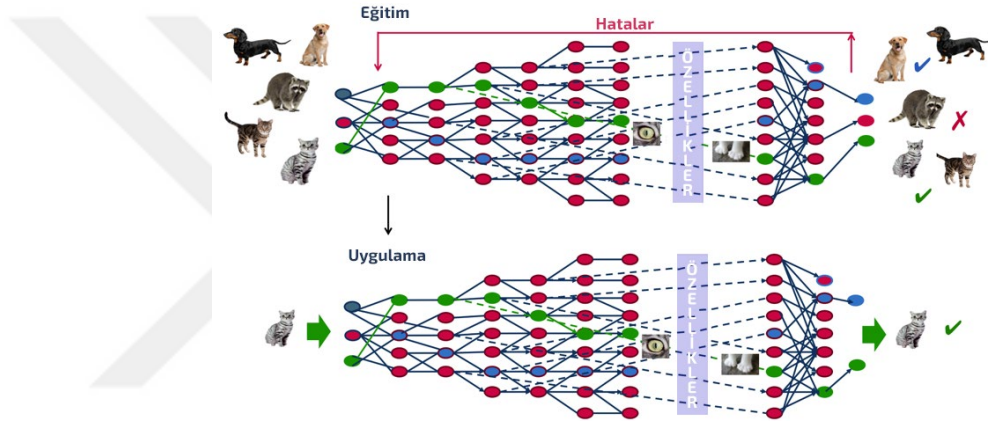 Eğitim
Hatalar
ÖZELLİKLER
Uygulama
ÖZELLİKLER